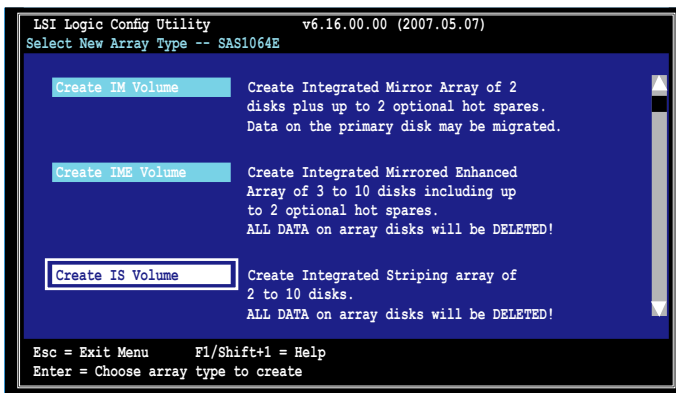 LSI Logic Config Utility v6.16.00.00 (2007.05.07)
Select New Array Type -- SAS1064E
Create IM Volume Create Integrated Mirror Array of 2
disks plus up to 2 optional hot spares.
Data on the primary disk may be migrated.
Create IME Volume Create Integrated Mirrored Enhanced
Array of 3 to 10 disks including up
to 2 optional hot spares.
ALL DATA on array disks will be DELETED!
Create IS Volume Create Integrated Striping array of
2 to 10 disks.
ALL DATA on array disks will be DELETED!
Esc = Exit Menu F1/Shift+1 = Help
Enter = Choose array type to create